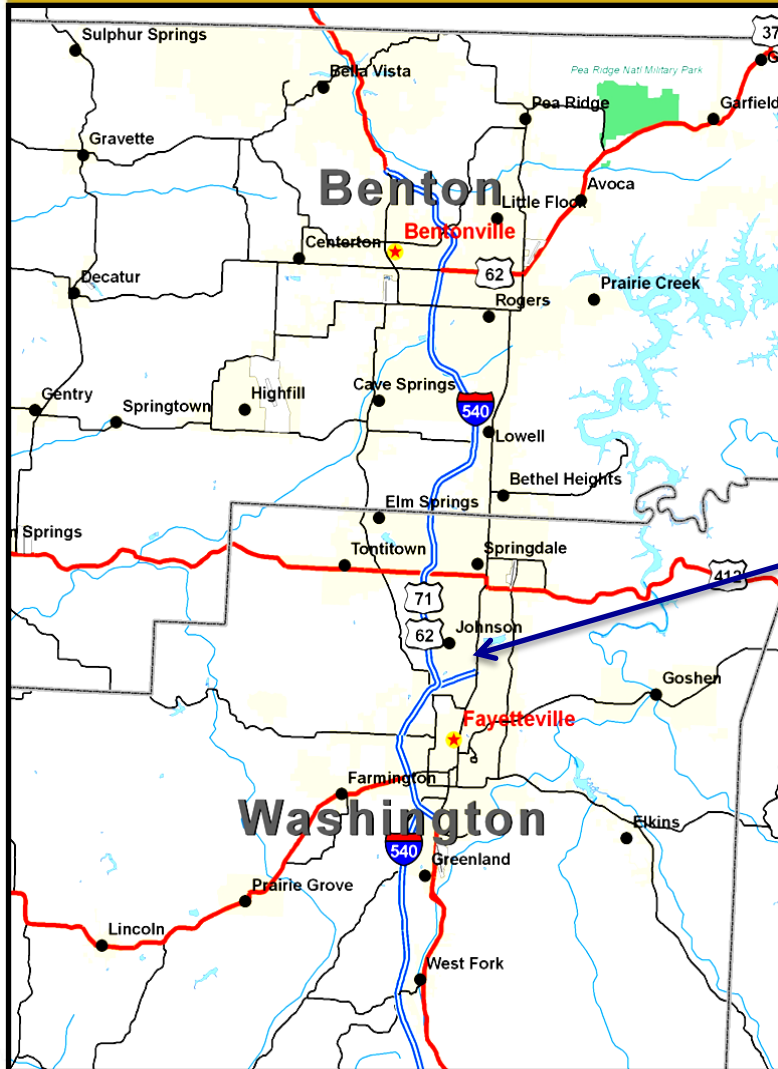 Sulphur Springs
37
G
Bella Vista
Pea Ridge Natl Military Park
Pea Ridge
Garfield
Gravette
Benton
Avoca
Little Flock
Bentonville
Centerton
62
Decatur
Prairie Creek
Rogers
Gentry
Springtown
Highfill
Cave Springs
540
Lowell
Bethel Heights
Elm Springs
n Springs
Tontitown
Springdale
412
71
62
Johnson
Goshen
Fayetteville
Farmington
Washington
Elkins
540
Greenland
Prairie Grove
Lincoln
West Fork